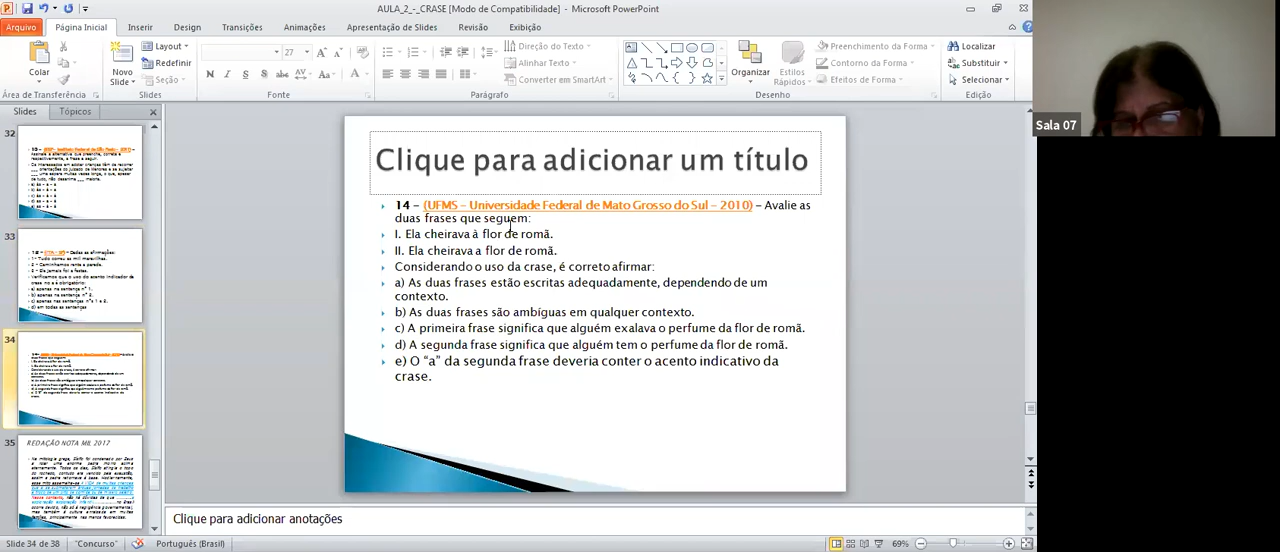 AULA_2_-_CRASE [Modo de Compatibilidade] - Microsoft PowerPoint
Arquivo Página Inicial Inserir Design Transições Animações Apresentação de Slides Revisão Exibição
Colar
Novo Slide
Layout
Redefinir
Seção
27
N I S abc AV Aa A
Direção do Texto
Alinhar Texto
Converter em SmartArt
Organizar
Estilos Rápidos
Preenchimento da Forma
Contorno da Forma
Efeitos de Forma
Localizar
Substituir
Selecionar
Área de Transferência Slides Fonte Parágrafo Desenho Edição
Slides Tópicos
32
33
34
35
REDAÇÃO NOTA MIL 2017
Clique para adicionar um título
14 – (UFMS – Universidade Federal de Mato Grosso do Sul – 2010) – Avalie as
duas frases que seguem:
I. Ela cheirava à flor de romã.
II. Ela cheirava a flor de romã.
Considerando o uso da crase, é correto afirmar:
a) As duas frases estão escritas adequadamente, dependendo de um
contexto.
b) As duas frases são ambíguas em qualquer contexto.
c) A primeira frase significa que alguém exalava o perfume da flor de romã.
d) A segunda frase significa que alguém tem o perfume da flor de romã.
e) O “a” da segunda frase deveria conter o acento indicativo da
crase.
Clique para adicionar anotações
Slide 34 de 38 "Concurso" Português (Brasil) 69%
Sala 07